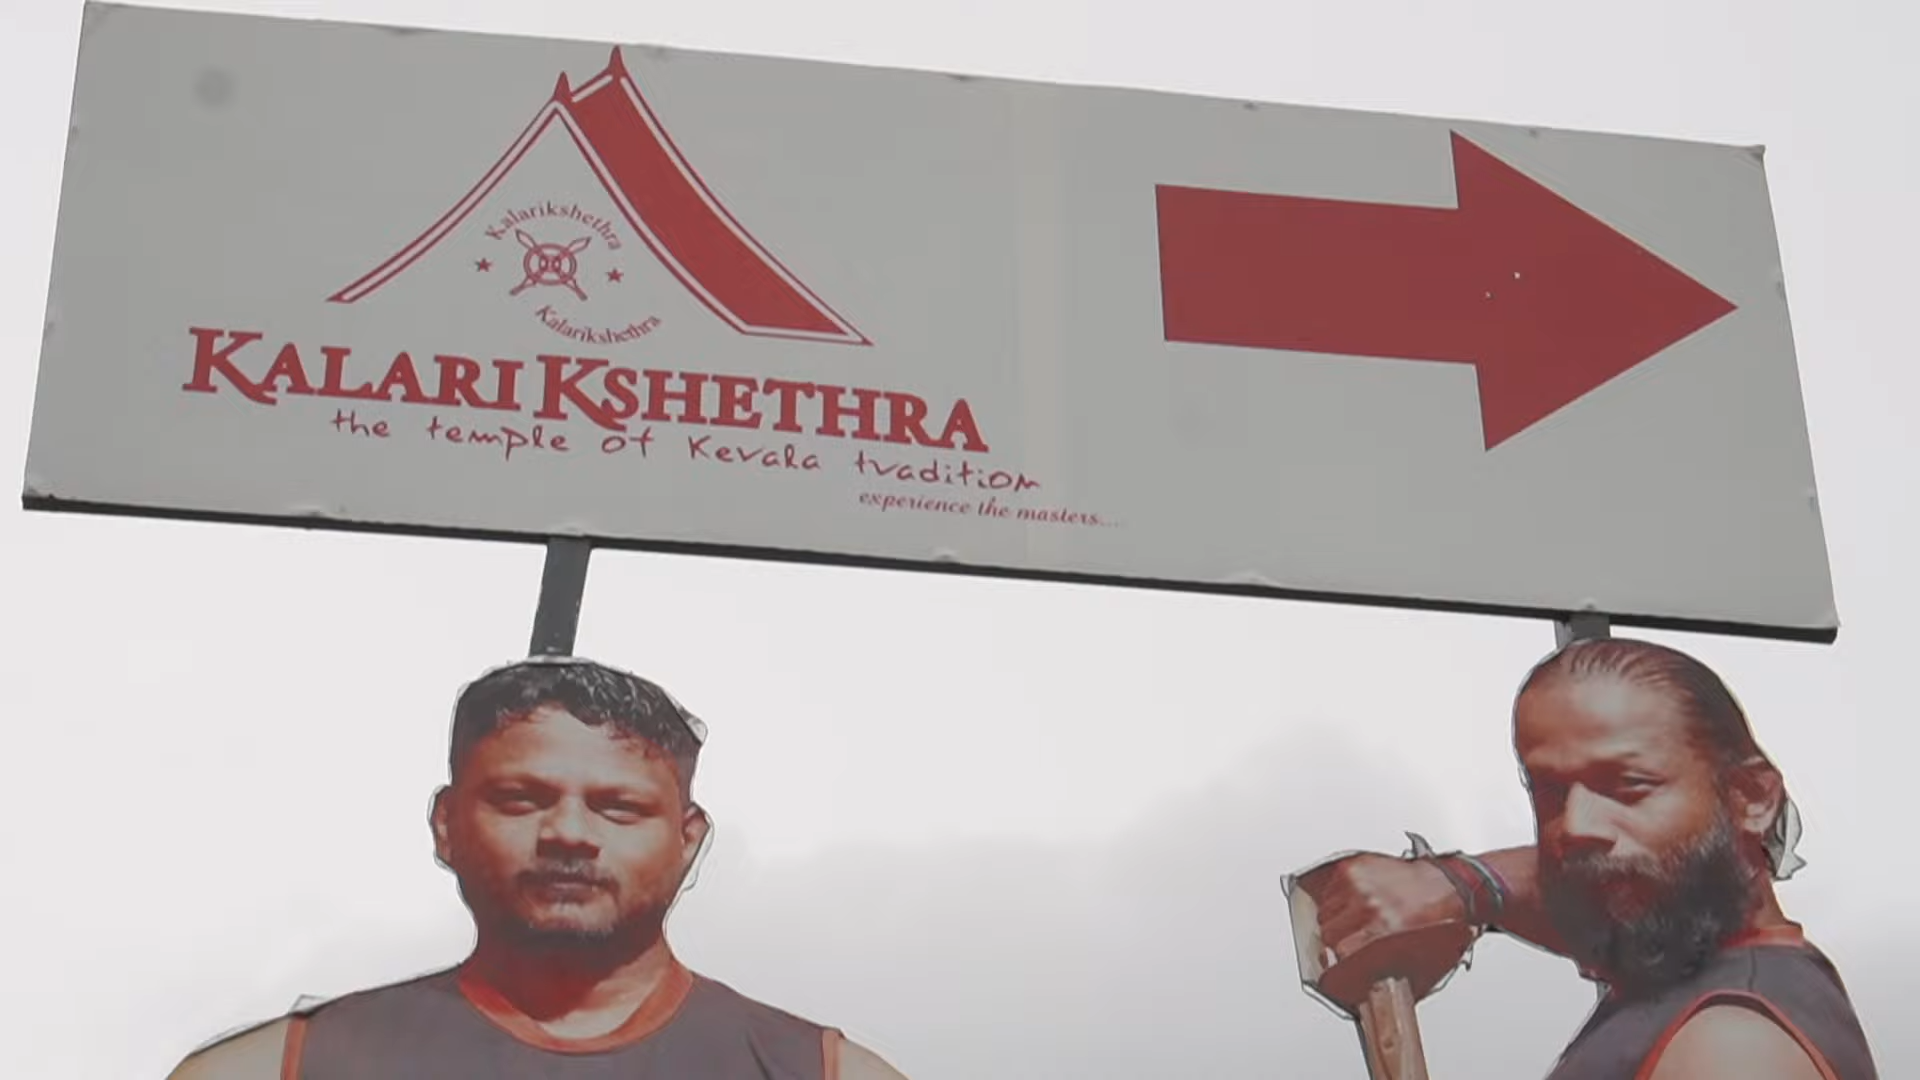 Kalarikshethra
Kalarikshethra
KALARI KSHETHRA
the temple of Kerala tradition
experience the masters....